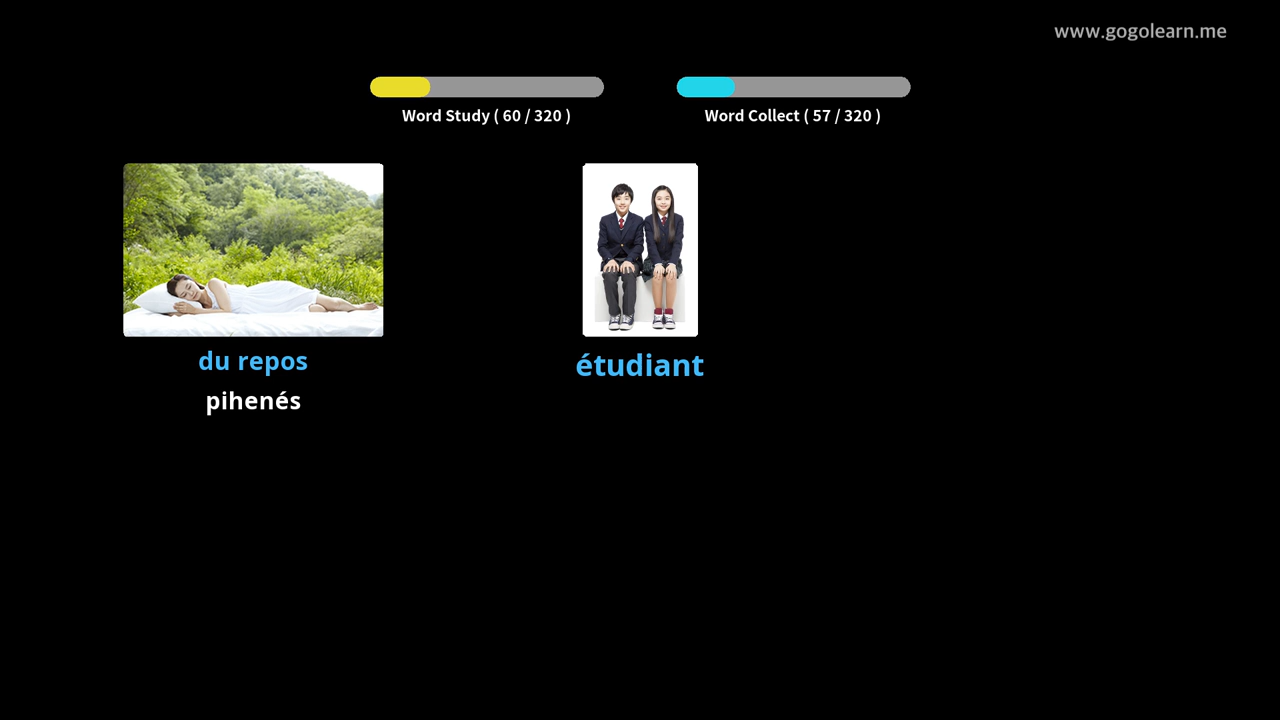 www.gogolearn.me
Word Study ( 60 / 320 )
Word Collect ( 57 / 320 )
du repos
pihenés
étudiant